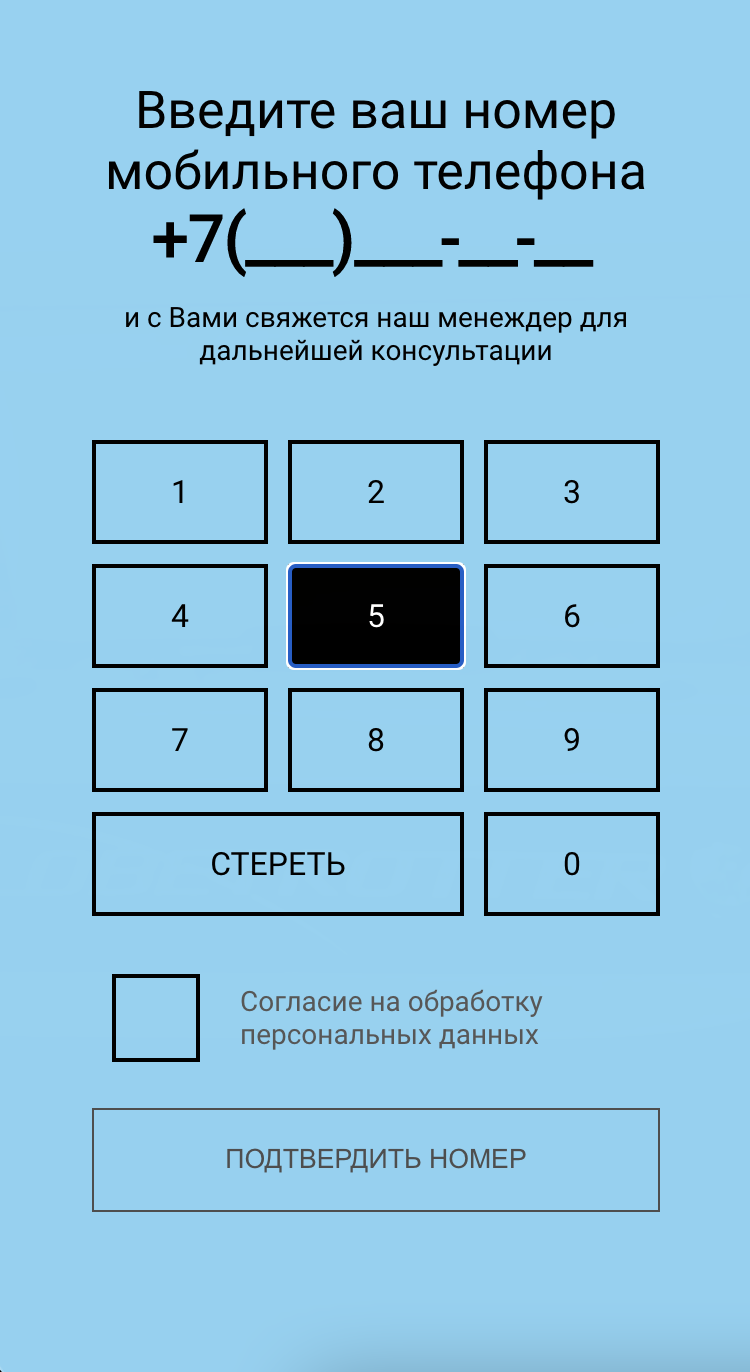 Введите ваш номер
мобильного телефона
+7(___)___-__-__
и с Вами свяжется наш менеждер для
дальнейшей консультации
1 2 3
4 5 6
7 8 9
СТЕРЕТЬ 0
Согласие на обработку
персональных данных
ПОДТВЕРДИТЬ НОМЕР